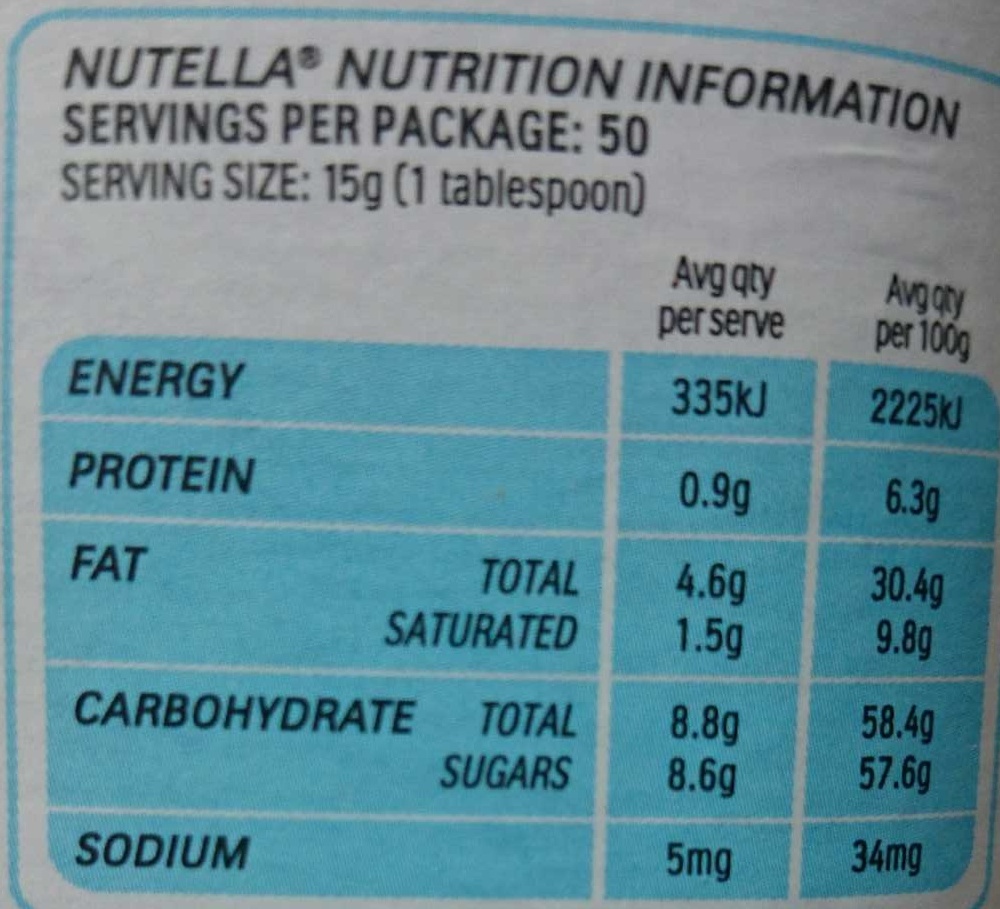 NUTELLA® NUTRITION INFORMATION
SERVINGS PER PACKAGE: 50
SERVING SIZE: 15g (1 tablespoon)
Avg qty per serve Avg qty per 100g
ENERGY 335kJ 2225kJ
PROTEIN 0.9g 6.3g
FAT TOTAL 4.6g 30.4g
SATURATED 1.5g 9.8g
CARBOHYDRATE TOTAL 8.8g 58.4g
SUGARS 8.6g 57.6g
SODIUM 5mg 34mg